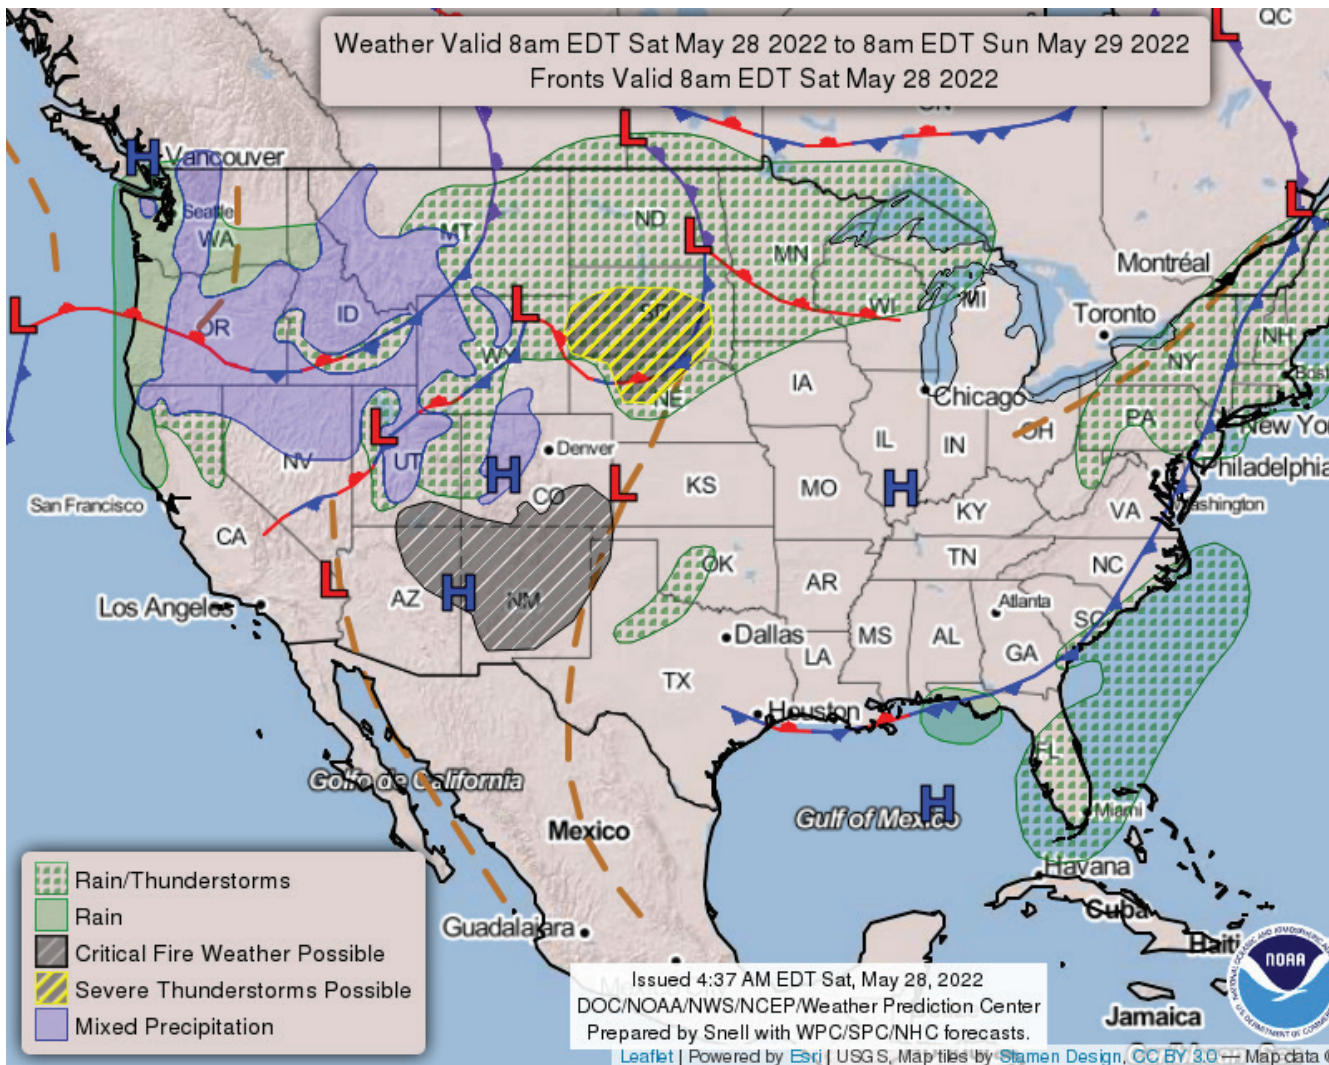 Weather Valid 8am EDT Sat May 28 2022 to 8am EDT Sun May 29 2022
Fronts Valid 8am EDT Sat May 28 2022
QC
L
L
H
Vancouver
Seattle
WA
MT
ND
MN
L
L
Montréal
L
L
OR
ID
WY
SD
WI
MI
Toronto
NY
NH
IA
NE
Chicago
OH
PA
New Yo
L
NV
UT
Denver
H
CO
L
KS
MO
IL
IN
H
KY
VA
Philadelphia
Washington
San Francisco
CA
L
AZ
H
NM
OK
AR
TN
NC
SC
Los Angeles
Dallas
MS
AL
Atlanta
GA
LA
TX
Houston
FL
Golfo de California
Gulf of Mexico
H
Miami
Mexico
Havana
Cuba
Haiti
Guadalajara
Jamaica
Rain/Thunderstorms
Rain
Critical Fire Weather Possible
Severe Thunderstorms Possible
Mixed Precipitation
NOAA
Issued 4:37 AM EDT Sat, May 28, 2022
DOC/NOAA/NWS/NCEP/Weather Prediction Center
Prepared by Snell with WPC/SPC/NHC forecasts.
Leaflet | Powered by Esri | USGS, Map tiles by Stamen Design, CC BY 3.0 — Map data ©